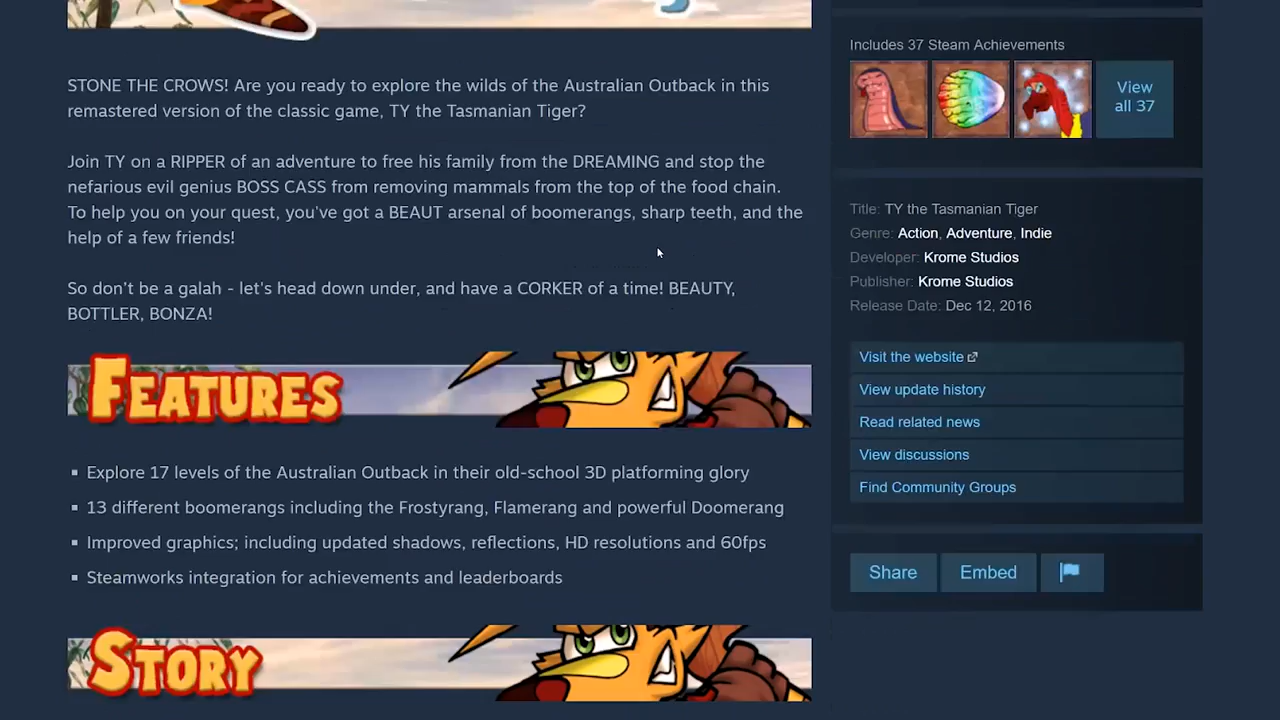 STONE THE CROWS! Are you ready to explore the wilds of the Australian Outback in this
remastered version of the classic game, TY the Tasmanian Tiger?
Join TY on a RIPPER of an adventure to free his family from the DREAMING and stop the
nefarious evil genius BOSS CASS from removing mammals from the top of the food chain.
To help you on your quest, you've got a BEAUT arsenal of boomerangs, sharp teeth, and the
help of a few friends!
So don't be a galah - let's head down under, and have a CORKER of a time! BEAUTY,
BOTTLER, BONZA!
FEATURES
Explore 17 levels of the Australian Outback in their old-school 3D platforming glory
13 different boomerangs including the Frostyrang, Flamerang and powerful Doomerang
Improved graphics; including updated shadows, reflections, HD resolutions and 60fps
Steamworks integration for achievements and leaderboards
STORY
Includes 37 Steam Achievements
View
all 37
Title: TY the Tasmanian Tiger
Genre: Action, Adventure, Indie
Developer: Krome Studios
Publisher: Krome Studios
Release Date: Dec 12, 2016
Visit the website
View update history
Read related news
View discussions
Find Community Groups
Share
Embed